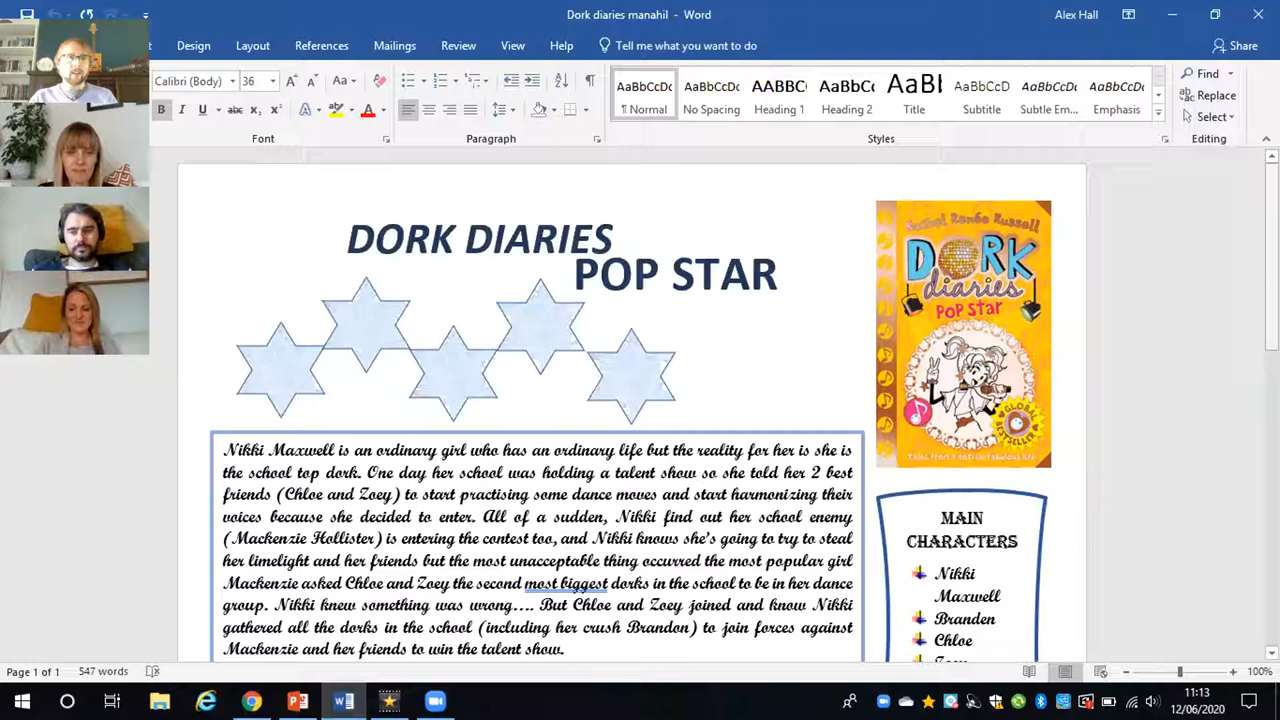 Dork diaries manahil - Word
Alex Hall
Design Layout References Mailings Review View Help Tell me what you want to do
Share
Calibri (Body) 36
Aa
Font
Paragraph
AaBbCcDc AaBbCcDc AABBC AaBbCcDc AaBb AaBbCcDc AaBbCcDc AaBbCcDc
¶ Normal No Spacing Heading 1 Heading 2 Title Subtitle Subtle Em... Emphasis
Styles
Find
Replace
Select
Editing
DORK DIARIES
POP STAR
Rachel Renée Russell
DORK
diaries
POP STAR
GLOBAL
BESTSELLER
Nikki Maxwell is an ordinary girl who has an ordinary life but the reality for her is she is
the school top dork. One day her school was holding a talent show so she told her 2 best
friends (Chloe and Zoey) to start practising some dance moves and start harmonizing their
voices because she decided to enter. All of a sudden, Nikki find out her school enemy
(Mackenzie Hollister) is entering the contest too, and Nikki knows she's going to try to steal
her limelight and her friends but the most unacceptable thing occurred the most popular girl
Mackenzie asked Chloe and Zoey the second most biggest dorks in the school to be in her dance
group. Nikki knew something was wrong.... But Chloe and Zoey joined and know Nikki
gathered all the dorks in the school (including her crush Brandon) to join forces against
Mackenzie and her friends to win the talent show.
MAIN
CHARACTERS
Nikki
Maxwell
Branden
Chloe
Page 1 of 1 547 words
100%
11:13
12/06/2020